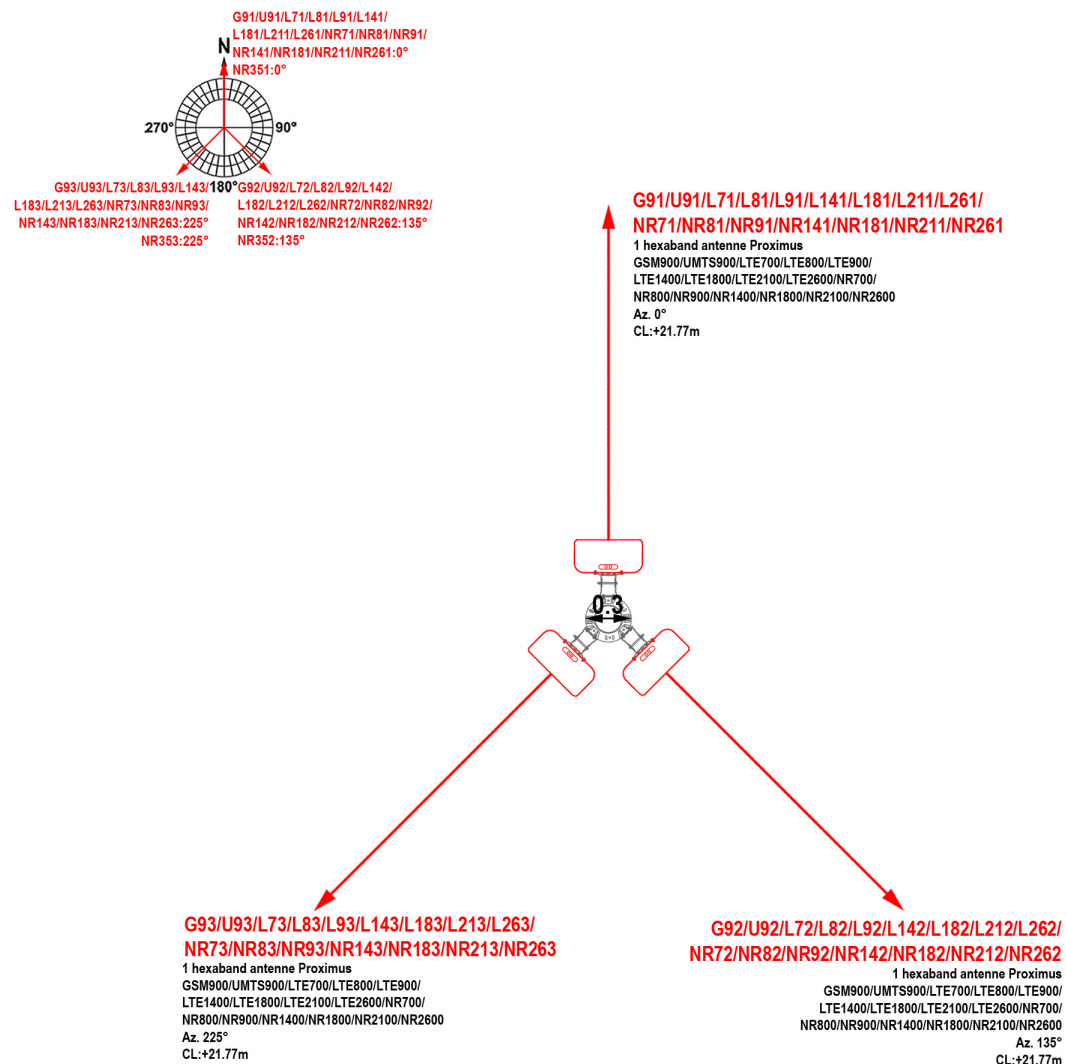 G91/U91/L71/L81/L91/L141/
L181/L211/L261/NR71/NR81/NR91/
NR141/NR181/NR211/NR261:0°
NR351:0°
N
270°
90°
180°
G93/U93/L73/L83/L93/L143/
L183/L213/L263/NR73/NR83/NR93/
NR143/NR183/NR213/NR263:225°
NR353:225°
G92/U92/L72/L82/L92/L142/
L182/L212/L262/NR72/NR82/NR92/
NR142/NR182/NR212/NR262:135°
NR352:135°
G91/U91/L71/L81/L91/L141/L181/L211/L261/
NR71/NR81/NR91/NR141/NR181/NR211/NR261
1 hexaband antenne Proximus
GSM900/UMTS900/LTE700/LTE800/LTE900/
LTE1400/LTE1800/LTE2100/LTE2600/NR700/
NR800/NR900/NR1400/NR1800/NR2100/NR2600
Az. 0°
CL:+21.77m
0.3
G93/U93/L73/L83/L93/L143/L183/L213/L263/
NR73/NR83/NR93/NR143/NR183/NR213/NR263
1 hexaband antenne Proximus
GSM900/UMTS900/LTE700/LTE800/LTE900/
LTE1400/LTE1800/LTE2100/LTE2600/NR700/
NR800/NR900/NR1400/NR1800/NR2100/NR2600
Az. 225°
CL:+21.77m
G92/U92/L72/L82/L92/L142/L182/L212/L262/
NR72/NR82/NR92/NR142/NR182/NR212/NR262
1 hexaband antenne Proximus
GSM900/UMTS900/LTE700/LTE800/LTE900/
LTE1400/LTE1800/LTE2100/LTE2600/NR700/
NR800/NR900/NR1400/NR1800/NR2100/NR2600
Az. 135°
CL:+21.77m